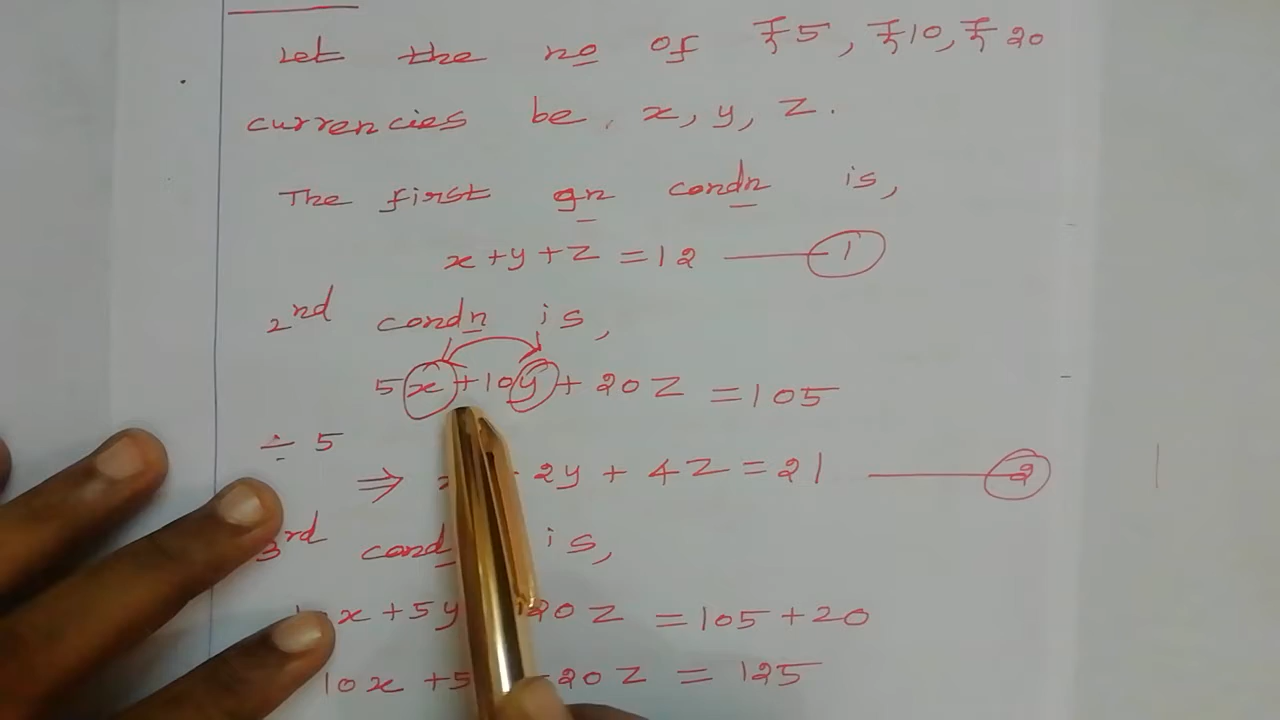 Let the no of ₹5, ₹10, ₹20
currencies be x, y, z.
The first gn condn is,
x + y + z = 12 —— 1
2nd condn is,
5x + 10y + 20z = 105
÷ 5
⇒ 2y + 4z = 21 —— 2
3rd cond is,
x + 5y 20z = 105 + 20
10x + 5 20z = 125